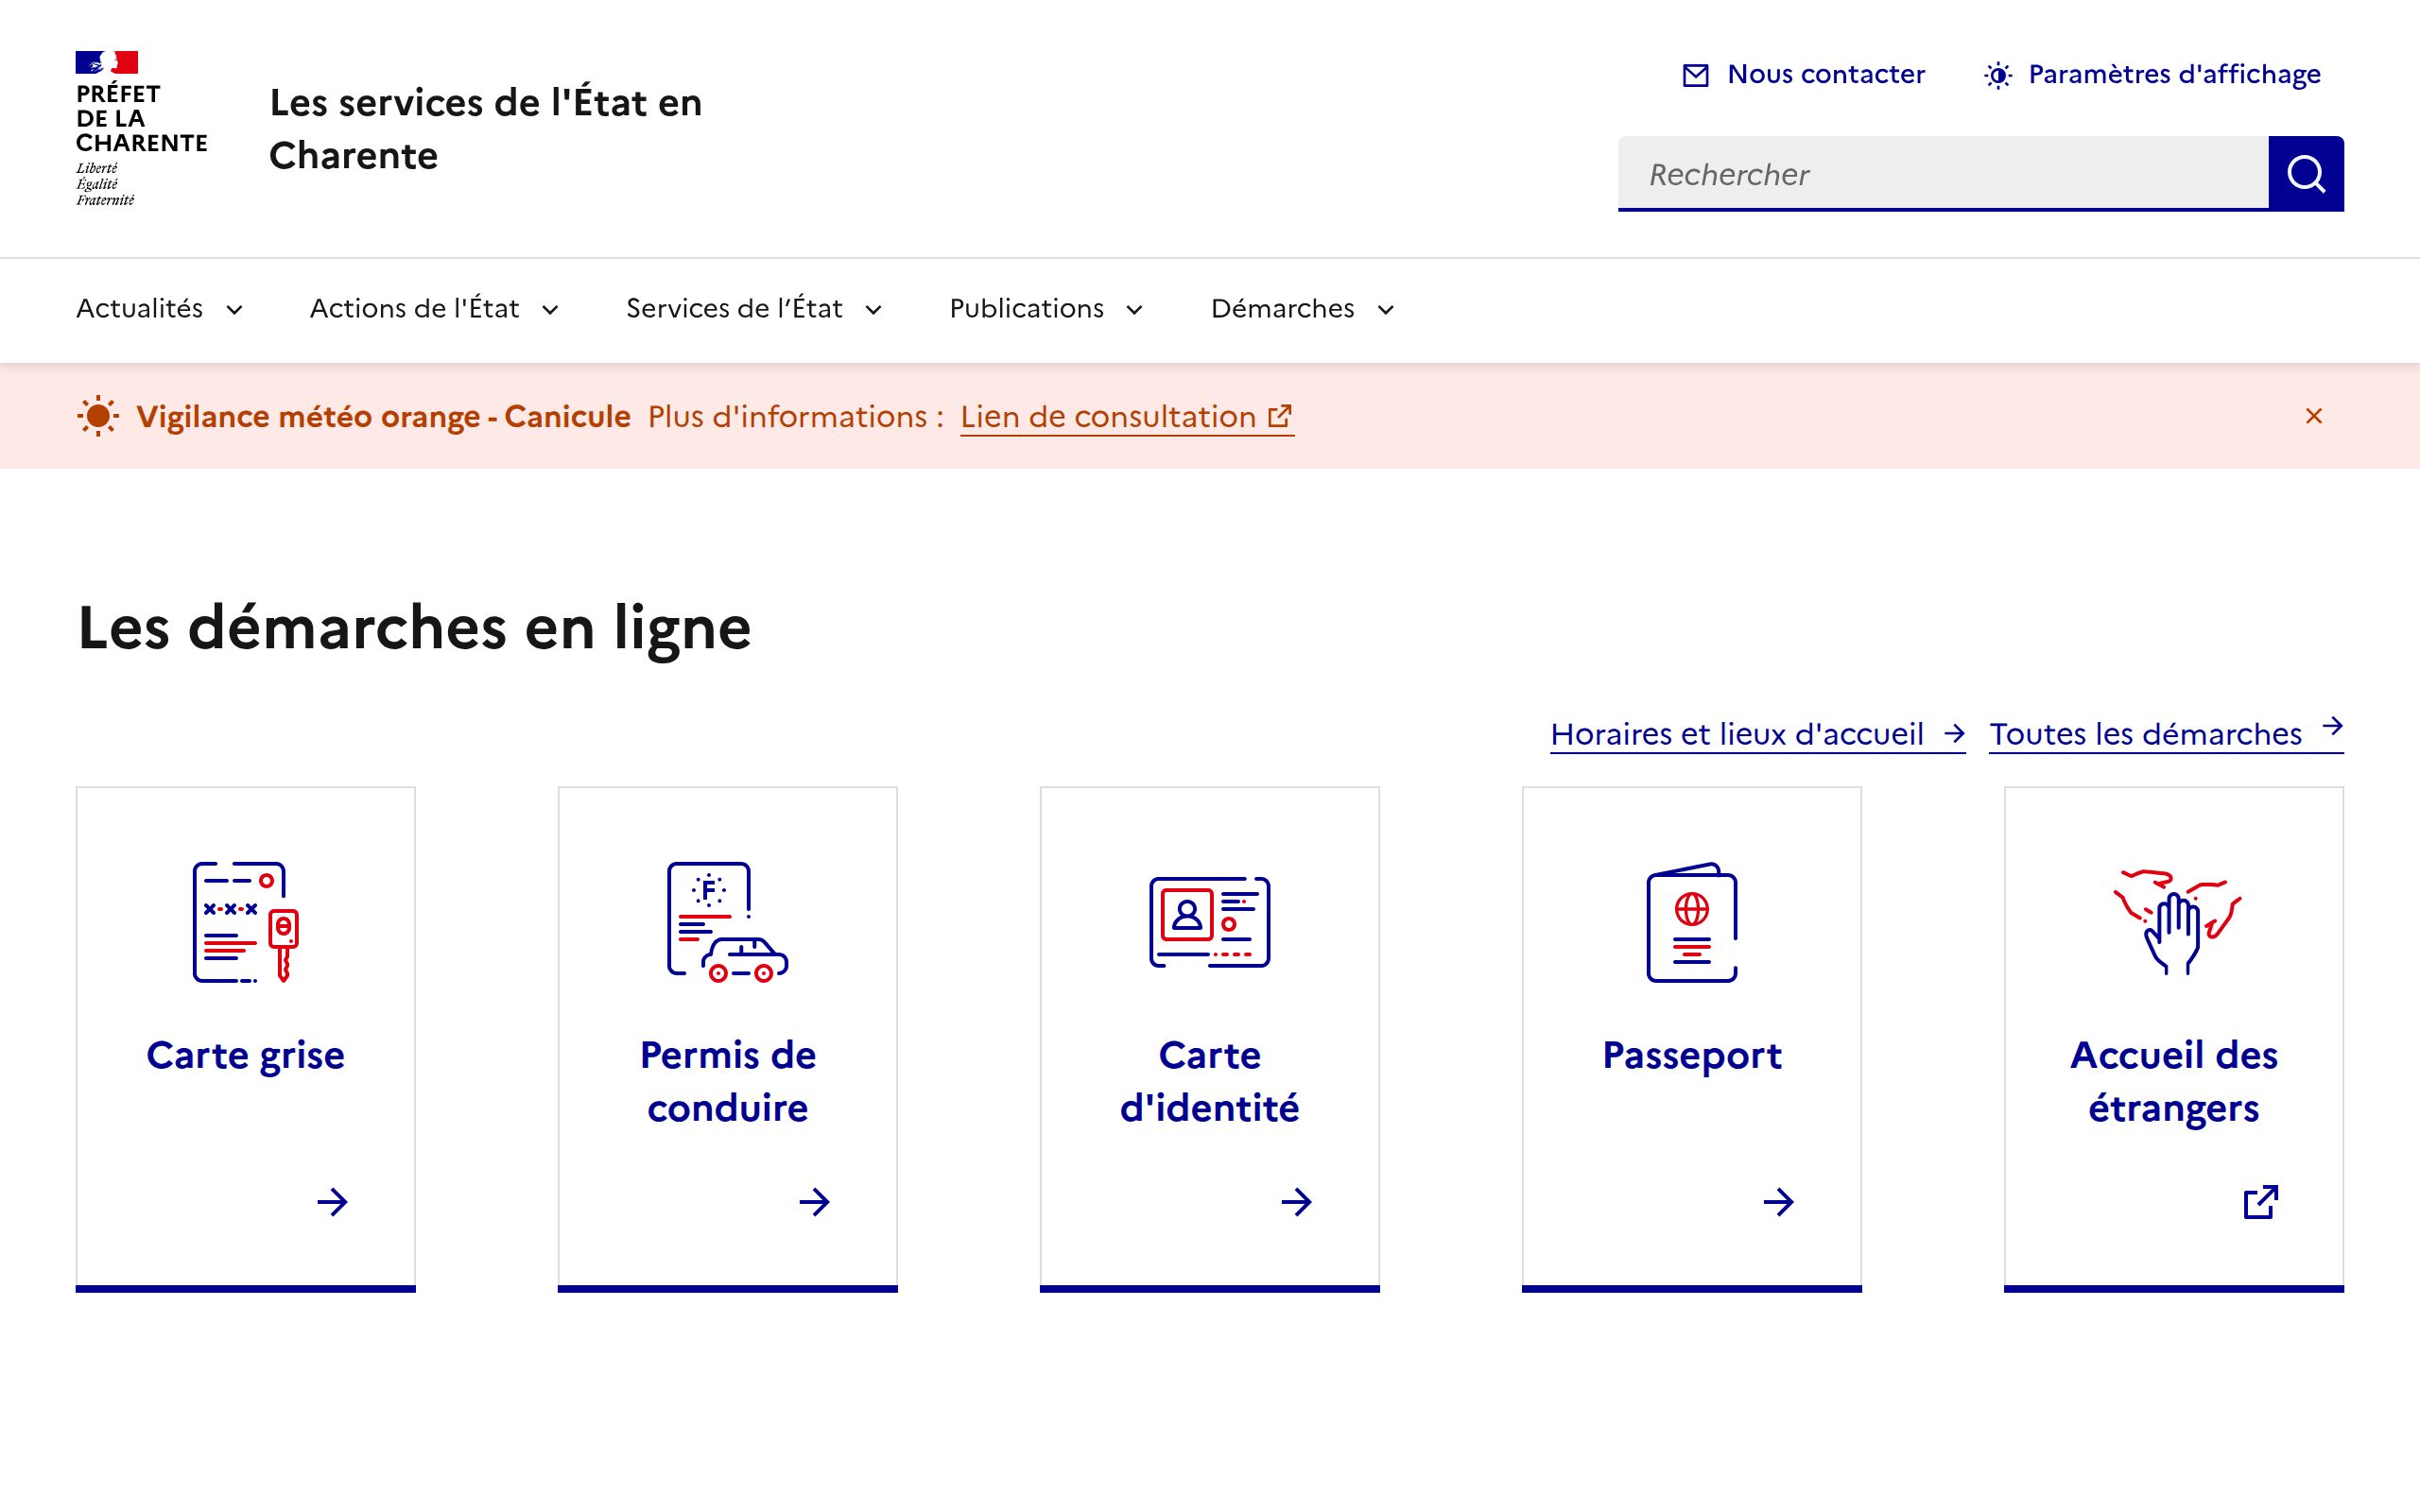 PRÉFET
DE LA
CHARENTE
Liberté
Égalité
Fraternité
Les services de l'État en
Charente
Nous contacter
Paramètres d'affichage
Rechercher
Actualités
Actions de l'État
Services de l’État
Publications
Démarches
Vigilance météo orange - Canicule Plus d'informations : Lien de consultation
Les démarches en ligne
Horaires et lieux d'accueil
Toutes les démarches
F
Carte grise
Permis de
conduire
Carte
d'identité
Passeport
Accueil des
étrangers